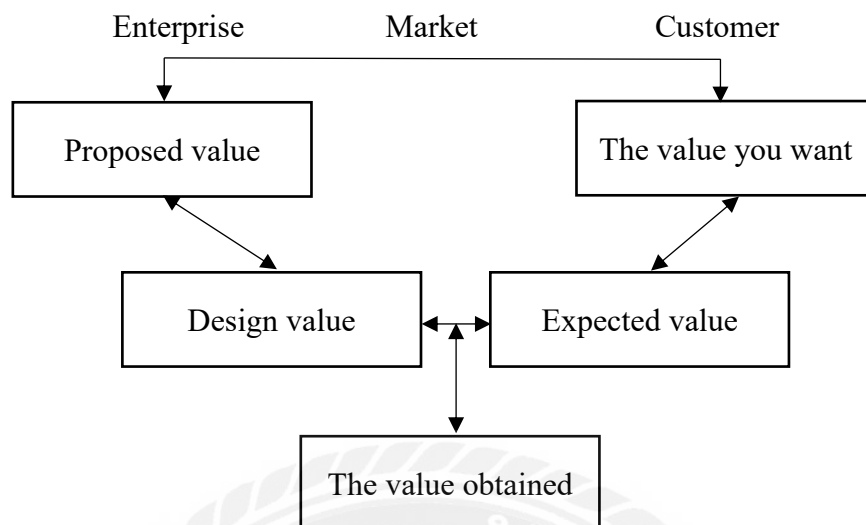 Enterprise Market Customer
Proposed value
The value you want
Design value
Expected value
The value obtained